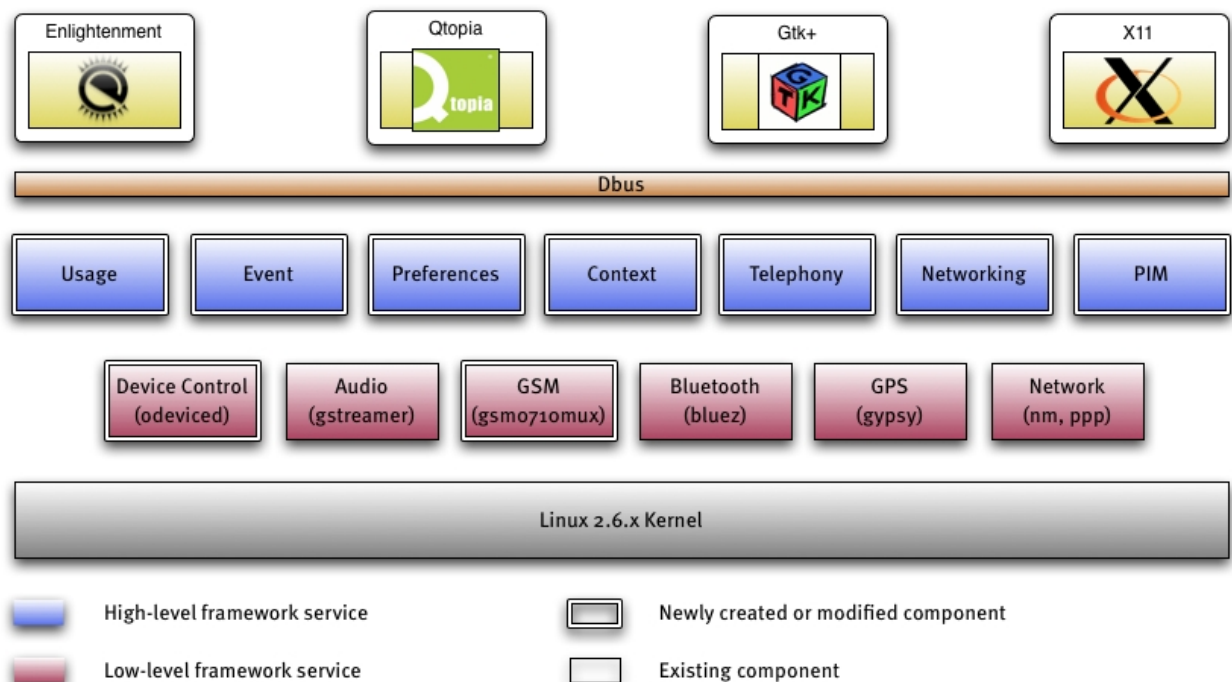 Enlightenment
Qtopia
Gtk+
X11
Qtopia
GTK
X
Dbus
Usage
Event
Preferences
Context
Telephony
Networking
PIM
Device Control
(odeviced)
Audio
(gstreamer)
GSM
(gsm0710mux)
Bluetooth
(bluez)
GPS
(gypsy)
Network
(nm, ppp)
Linux 2.6.x Kernel
High-level framework service
Newly created or modified component
Low-level framework service
Existing component